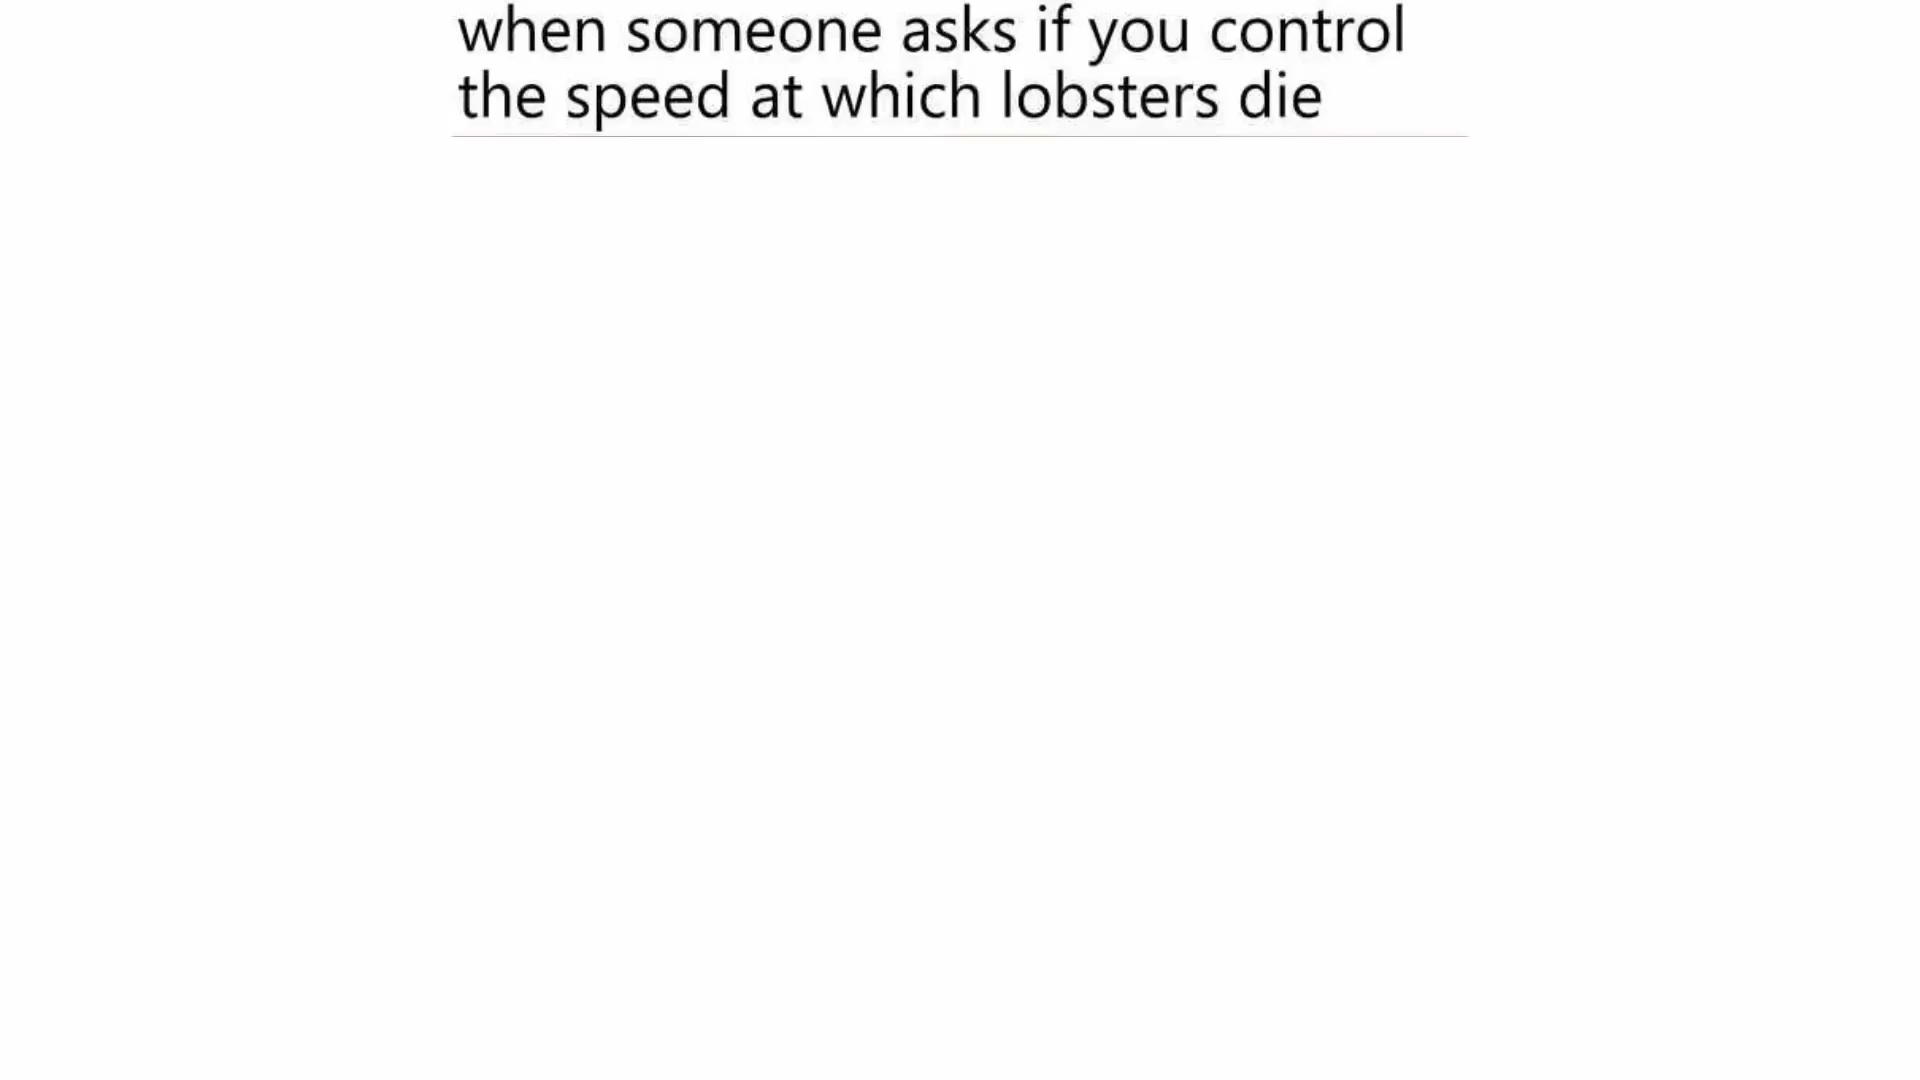 when someone asks if you control
the speed at which lobsters die